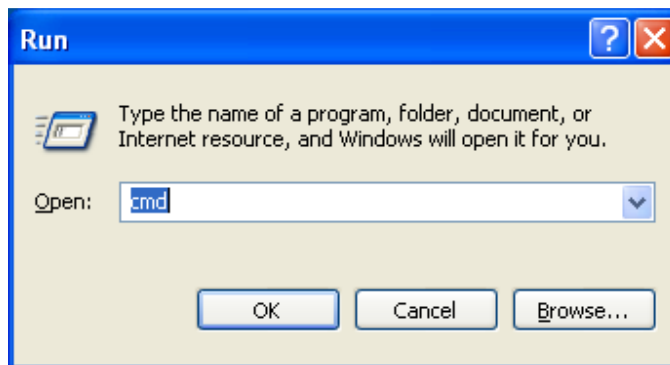 Run
Type the name of a program, folder, document, or
Internet resource, and Windows will open it for you.
Open: cmd
OK Cancel Browse...